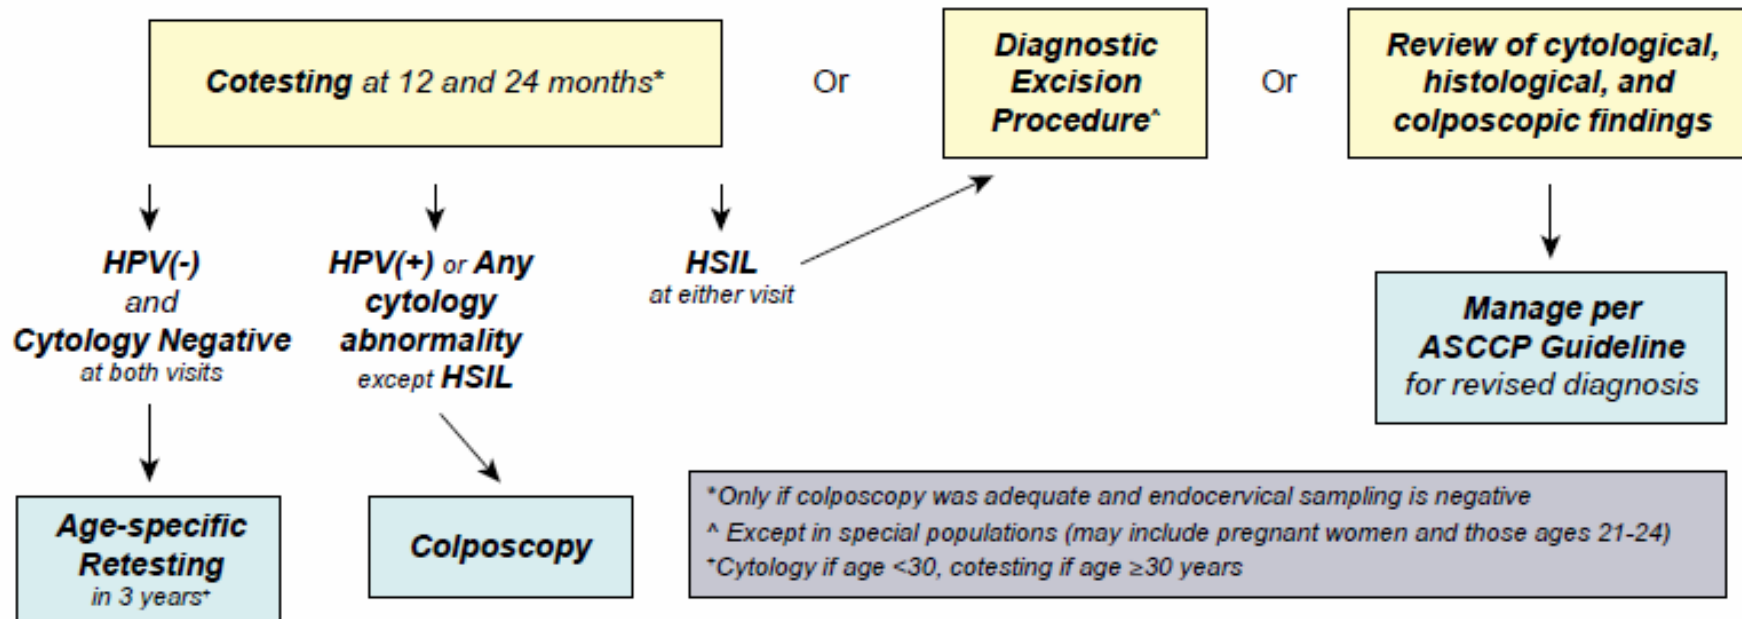 Cotesting at 12 and 24 months*
Or
Diagnostic
Excision
Procedure^
Or
Review of cytological,
histological, and
colposcopic findings
HPV(-)
and
Cytology Negative
at both visits
HPV(+) or Any
cytology
abnormality
except HSIL
HSIL
at either visit
Manage per
ASCCP Guideline
for revised diagnosis
Age-specific
Retesting
in 3 years+
Colposcopy
*Only if colposcopy was adequate and endocervical sampling is negative
^ Except in special populations (may include pregnant women and those ages 21-24)
+Cytology if age <30, cotesting if age ≥30 years